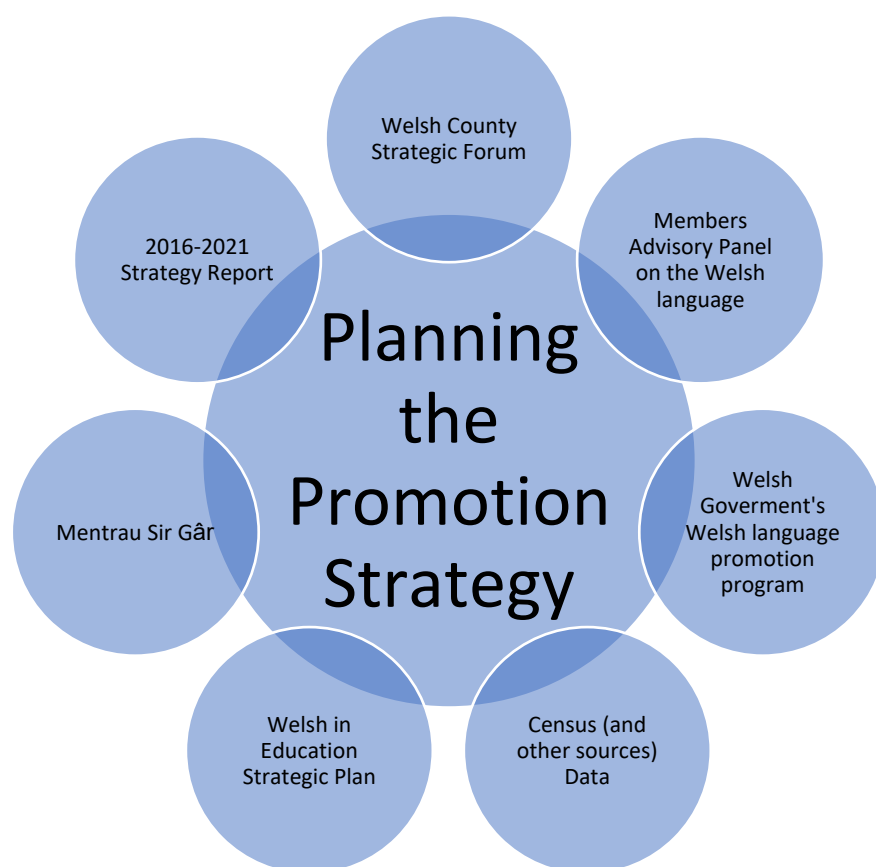 Welsh County
Strategic Forum
Members
Advisory Panel
on the Welsh
language
Welsh
Goverment's
Welsh language
promotion
program
Census (and
other sources)
Data
Welsh in
Education
Strategic Plan
Mentrau Sir Gâr
2016-2021
Strategy Report
Planning
the
Promotion
Strategy